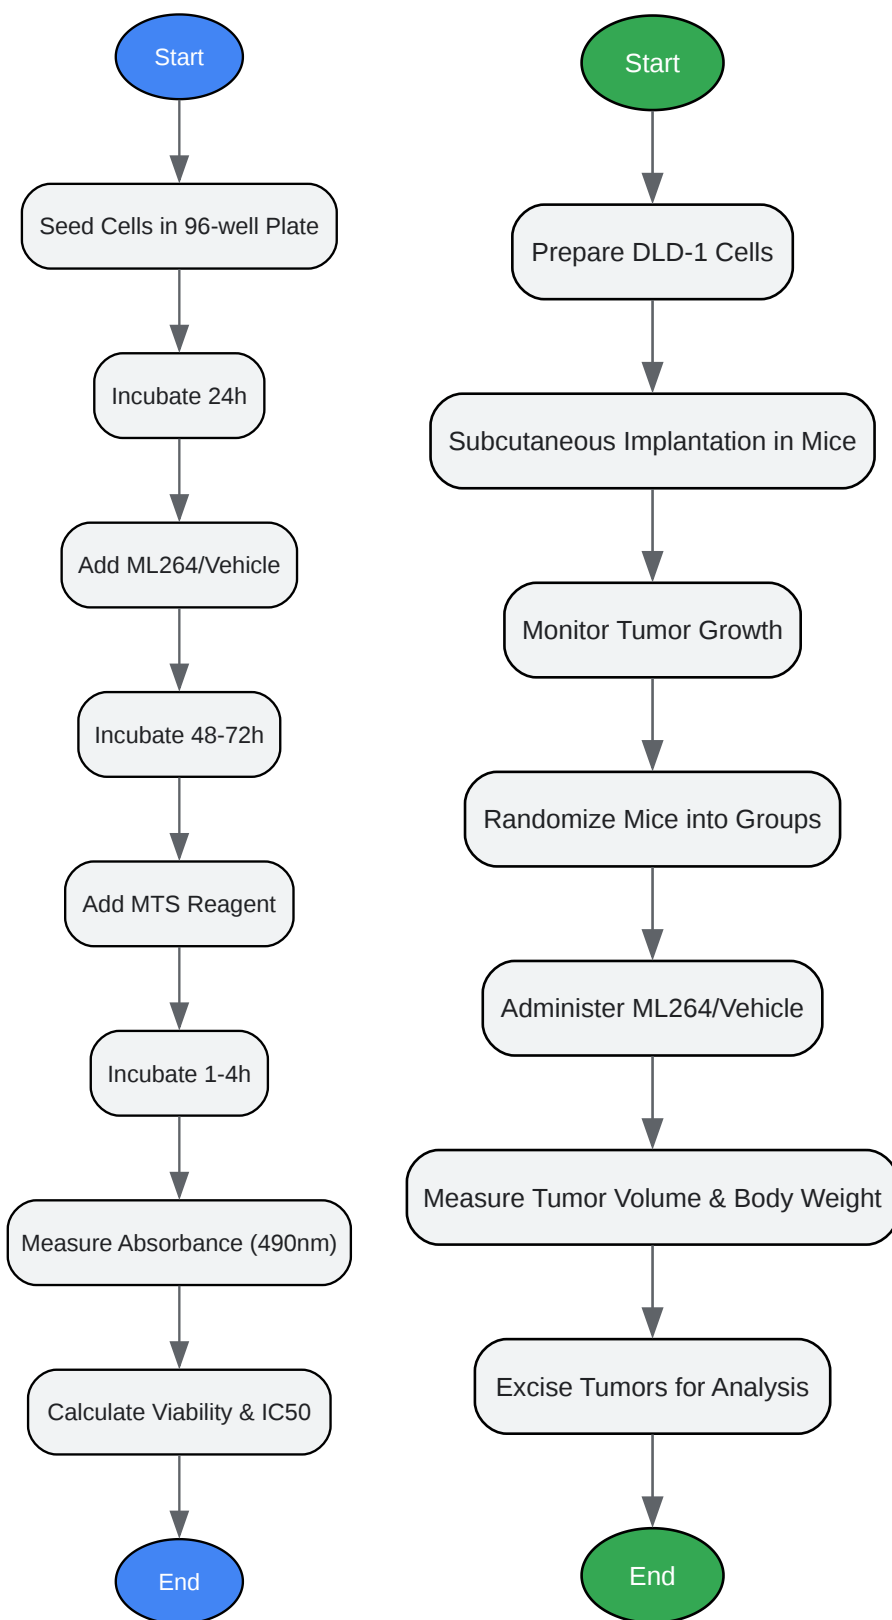 Start
Seed Cells in 96-well Plate
Incubate 24h
Add ML264/Vehicle
Incubate 48-72h
Add MTS Reagent
Incubate 1-4h
Measure Absorbance (490nm)
Calculate Viability & IC50
End
Start
Prepare DLD-1 Cells
Subcutaneous Implantation in Mice
Monitor Tumor Growth
Randomize Mice into Groups
Administer ML264/Vehicle
Measure Tumor Volume & Body Weight
Excise Tumors for Analysis
End